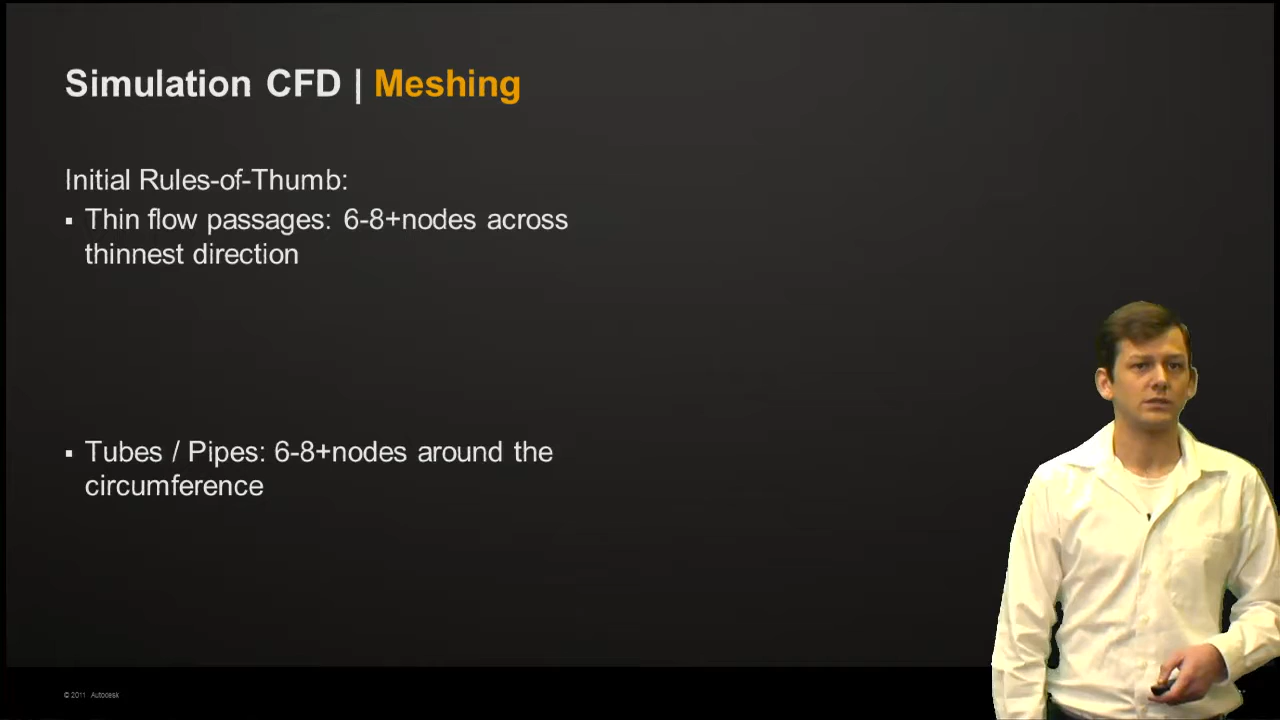 Simulation CFD | Meshing
Initial Rules-of-Thumb:
▪ Thin flow passages: 6-8+nodes across
thinnest direction
▪ Tubes / Pipes: 6-8+nodes around the
circumference
© 2011 Autodesk